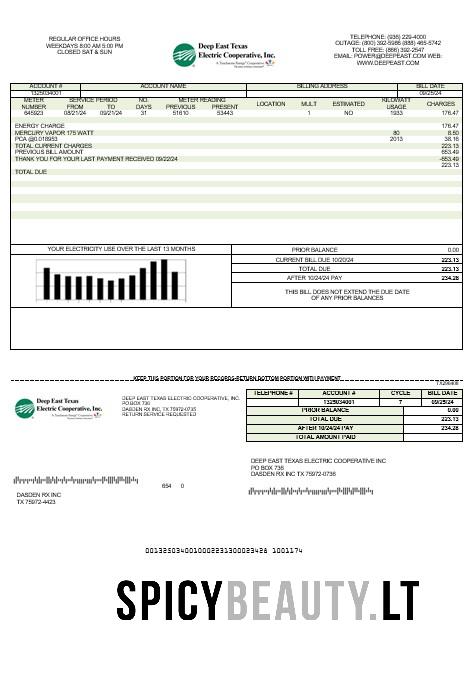 REGULAR OFFICE HOURS
WEEKDAYS 8:00 AM 5:00 PM
CLOSED SAT & SUN
Deep East Texas
Electric Cooperative, Inc.
TELEPHONE: (936) 229-4000
OUTAGE: (800) 392-5986 (888) 465-5742
TOLL FREE: (866) 392-2547
EMAIL: POWER@DEEPEAST.COM WEB:
WWW.DEEPEAST.COM
ACCOUNT # ACCOUNT NAME BILLING ADDRESS BILL DATE
1325034001 09/25/24
METER NUMBER SERVICE PERIOD FROM TO NO. DAYS METER READING PREVIOUS PRESENT LOCATION MULT ESTIMATED KILOWATT USAGE CHARGES
645923 08/21/24 09/21/24 31 51610 53443 1 NO 1933 176.47
ENERGY CHARGE 176.47
MERCURY VAPOR 175 WATT 80 8.50
PCA @0.018953 2013 38.16
TOTAL CURRENT CHARGES 223.13
PREVIOUS BILL AMOUNT 653.49
THANK YOU FOR YOUR LAST PAYMENT RECEIVED 09/22/24 -653.49
223.13
TOTAL DUE
YOUR ELECTRICITY USE OVER THE LAST 13 MONTHS
PRIOR BALANCE 0.00
CURRENT BILL DUE 10/20/24 223.13
TOTAL DUE 223.13
AFTER 10/24/24 PAY 234.28
THIS BILL DOES NOT EXTEND THE DUE DATE
OF ANY PRIOR BALANCES
KEEP THIS PORTION FOR YOUR RECORDS-RETURN BOTTOM PORTION WITH PAYMENT
Deep East Texas
Electric Cooperative, Inc.
DEEP EAST TEXAS ELECTRIC COOPERATIVE, INC.
PO BOX 736
DASDEN RX INC, TX 75972-0735
RETURN SERVICE REQUESTED
TELEPHONE # ACCOUNT # CYCLE BILL DATE
1325034001 7 09/25/24
PRIOR BALANCE 0.00
TOTAL DUE 223.13
AFTER 10/24/24 PAY 234.28
TOTAL AMOUNT PAID
DEEP EAST TEXAS ELECTRIC COOPERATIVE INC
PO BOX 736
DASDEN RX INC TX 75972-0736
654 0
DASDEN RX INC
TX 75972-4423
SPICYBEAUTY.LT